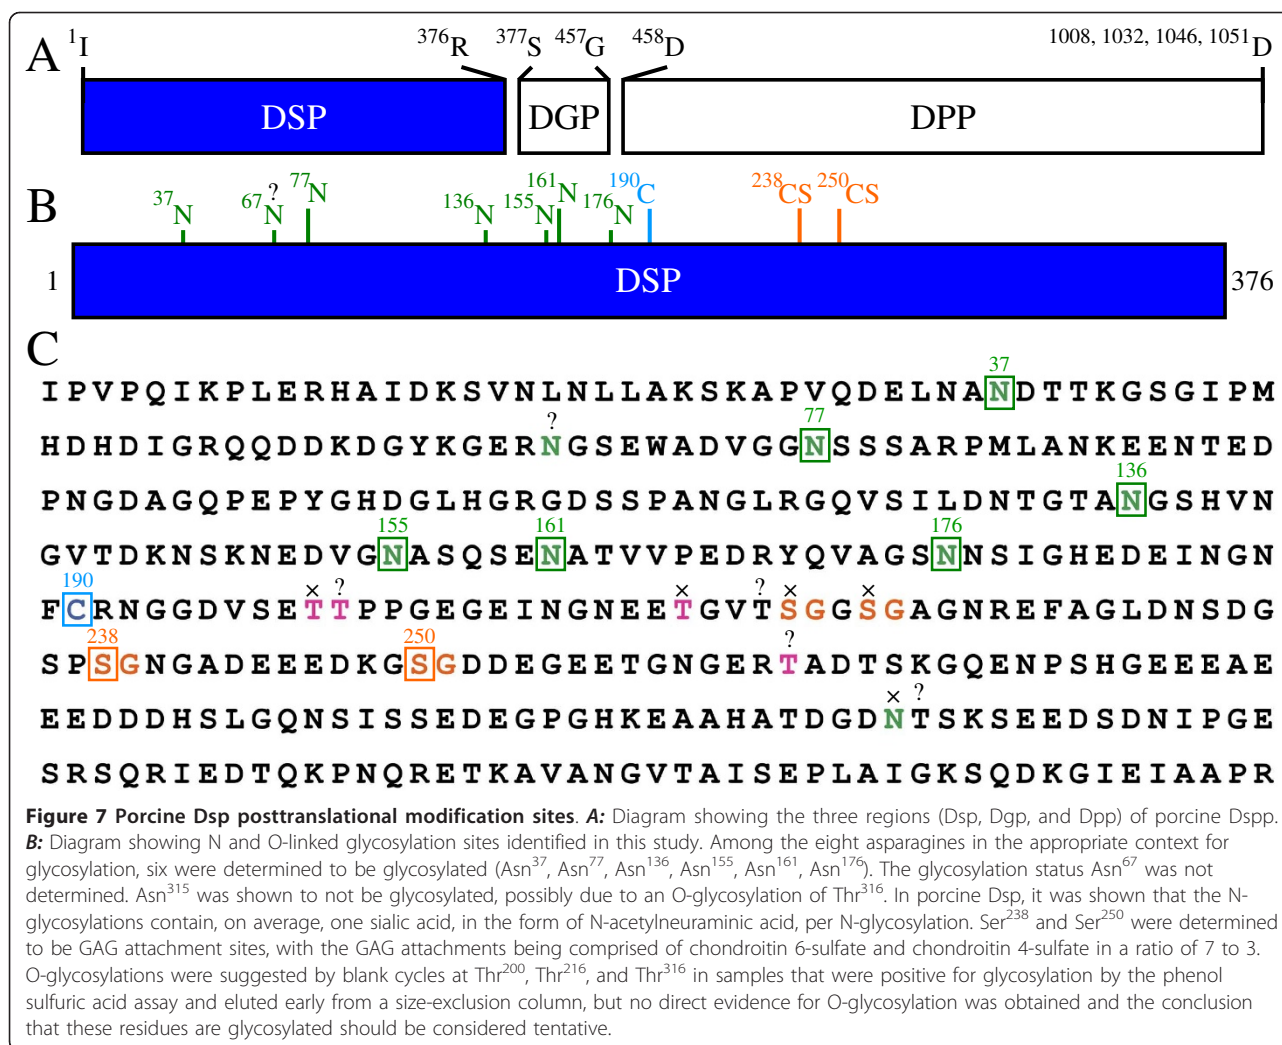 A
1I 376R 377S 457G 458D 1008, 1032, 1046, 1051D
DSP DGP DPP
B
37N 67N ? 77N 136N 155N 161N 176N 190C 238CS 250CS
1 DSP 376
C
37
IPVPQIKPLERHAIDKSVNLNLLAKSKAPVQDELNANDTTKGSGIPM
? 77
HDHDIGRQQDDKDGYKGERNGSEWADVGGNSSSARPMLANKEENTED
136
PNGDAGQPEPYGHDGLHGRGDSSPANGLRGQVSILDNTGTANGSHVN
155 161 176
GVTDKNSKNEDVGNASQSENATVVPEDRYQVAGSNNSIGHEDEINGN
190 × ? × ? × ×
FCRNGGDVSETTPPGEGEINGNEETGVTSGGSGAGNREFAGLDNSDG
238 250 ?
SPSGNGADEEEDKGSGDDEGEETGNGERTADTSKGQENPSHGEEEAE
× ?
EEDDDHSLGQNSISSEDEGPGHKEAAHATDGDNTSKSEEDSDNIPGE
SRSQRIEDTQKPNQRETKAVANGVTAISEPLAIGKSQDKGIEIAAPR
Figure 7 Porcine Dsp posttranslational modification sites. A: Diagram showing the three regions (Dsp, Dgp, and Dpp) of porcine Dspp.
B: Diagram showing N and O-linked glycosylation sites identified in this study. Among the eight asparagines in the appropriate context for
glycosylation, six were determined to be glycosylated (Asn37, Asn77, Asn136, Asn155, Asn161, Asn176). The glycosylation status Asn67 was not
determined. Asn315 was shown to not be glycosylated, possibly due to an O-glycosylation of Thr316. In porcine Dsp, it was shown that the N-
glycosylations contain, on average, one sialic acid, in the form of N-acetylneuraminic acid, per N-glycosylation. Ser238 and Ser250 were determined
to be GAG attachment sites, with the GAG attachments being comprised of chondroitin 6-sulfate and chondroitin 4-sulfate in a ratio of 7 to 3.
O-glycosylations were suggested by blank cycles at Thr200, Thr216, and Thr316 in samples that were positive for glycosylation by the phenol
sulfuric acid assay and eluted early from a size-exclusion column, but no direct evidence for O-glycosylation was obtained and the conclusion
that these residues are glycosylated should be considered tentative.